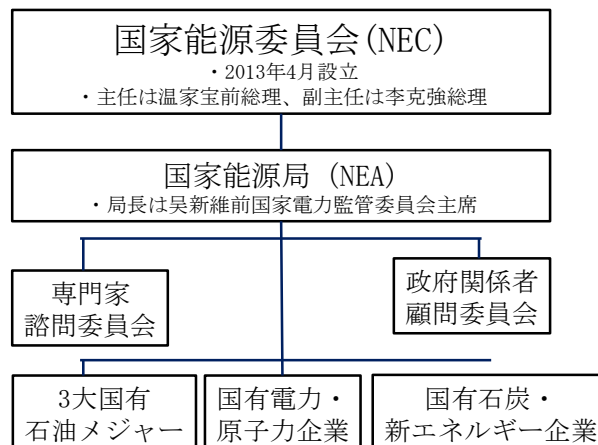 国家能源委員会(NEC)
・2013年4月設立
・主任は温家宝前総理、副主任は李克強総理
国家能源局 (NEA)
・局長は吴新維前国家電力監管委員会主席
専門家
諮問委員会
政府関係者
顧問委員会
3大国有
石油メジャー
国有電力・
原子力企業
国有石炭・
新エネルギー企業